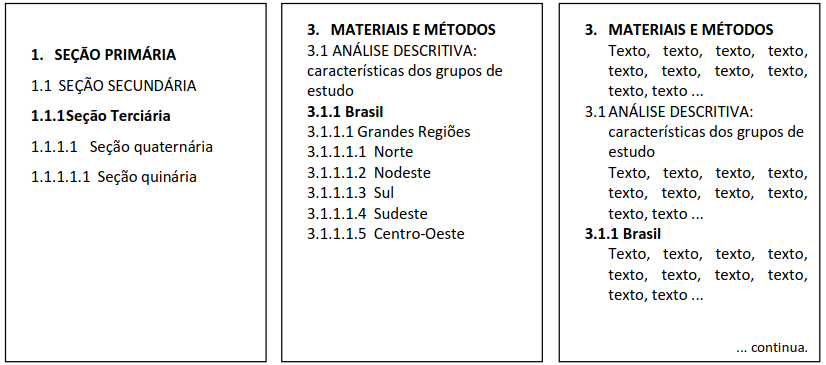 1. SEÇÃO PRIMÁRIA
1.1 SEÇÃO SECUNDÁRIA
1.1.1Seção Terciária
1.1.1.1 Seção quaternária
1.1.1.1.1 Seção quinária
3. MATERIAIS E MÉTODOS
3.1 ANÁLISE DESCRITIVA:
características dos grupos de
estudo
3.1.1 Brasil
3.1.1.1 Grandes Regiões
3.1.1.1.1 Norte
3.1.1.1.2 Nodeste
3.1.1.1.3 Sul
3.1.1.1.4 Sudeste
3.1.1.1.5 Centro-Oeste
3. MATERIAIS E MÉTODOS
Texto, texto, texto, texto,
texto, texto, texto, texto,
texto, texto ...
3.1 ANÁLISE DESCRITIVA:
características dos grupos de
estudo
Texto, texto, texto, texto,
texto, texto, texto, texto,
texto, texto ...
3.1.1 Brasil
Texto, texto, texto, texto,
texto, texto, texto, texto,
texto, texto ...
... continua.